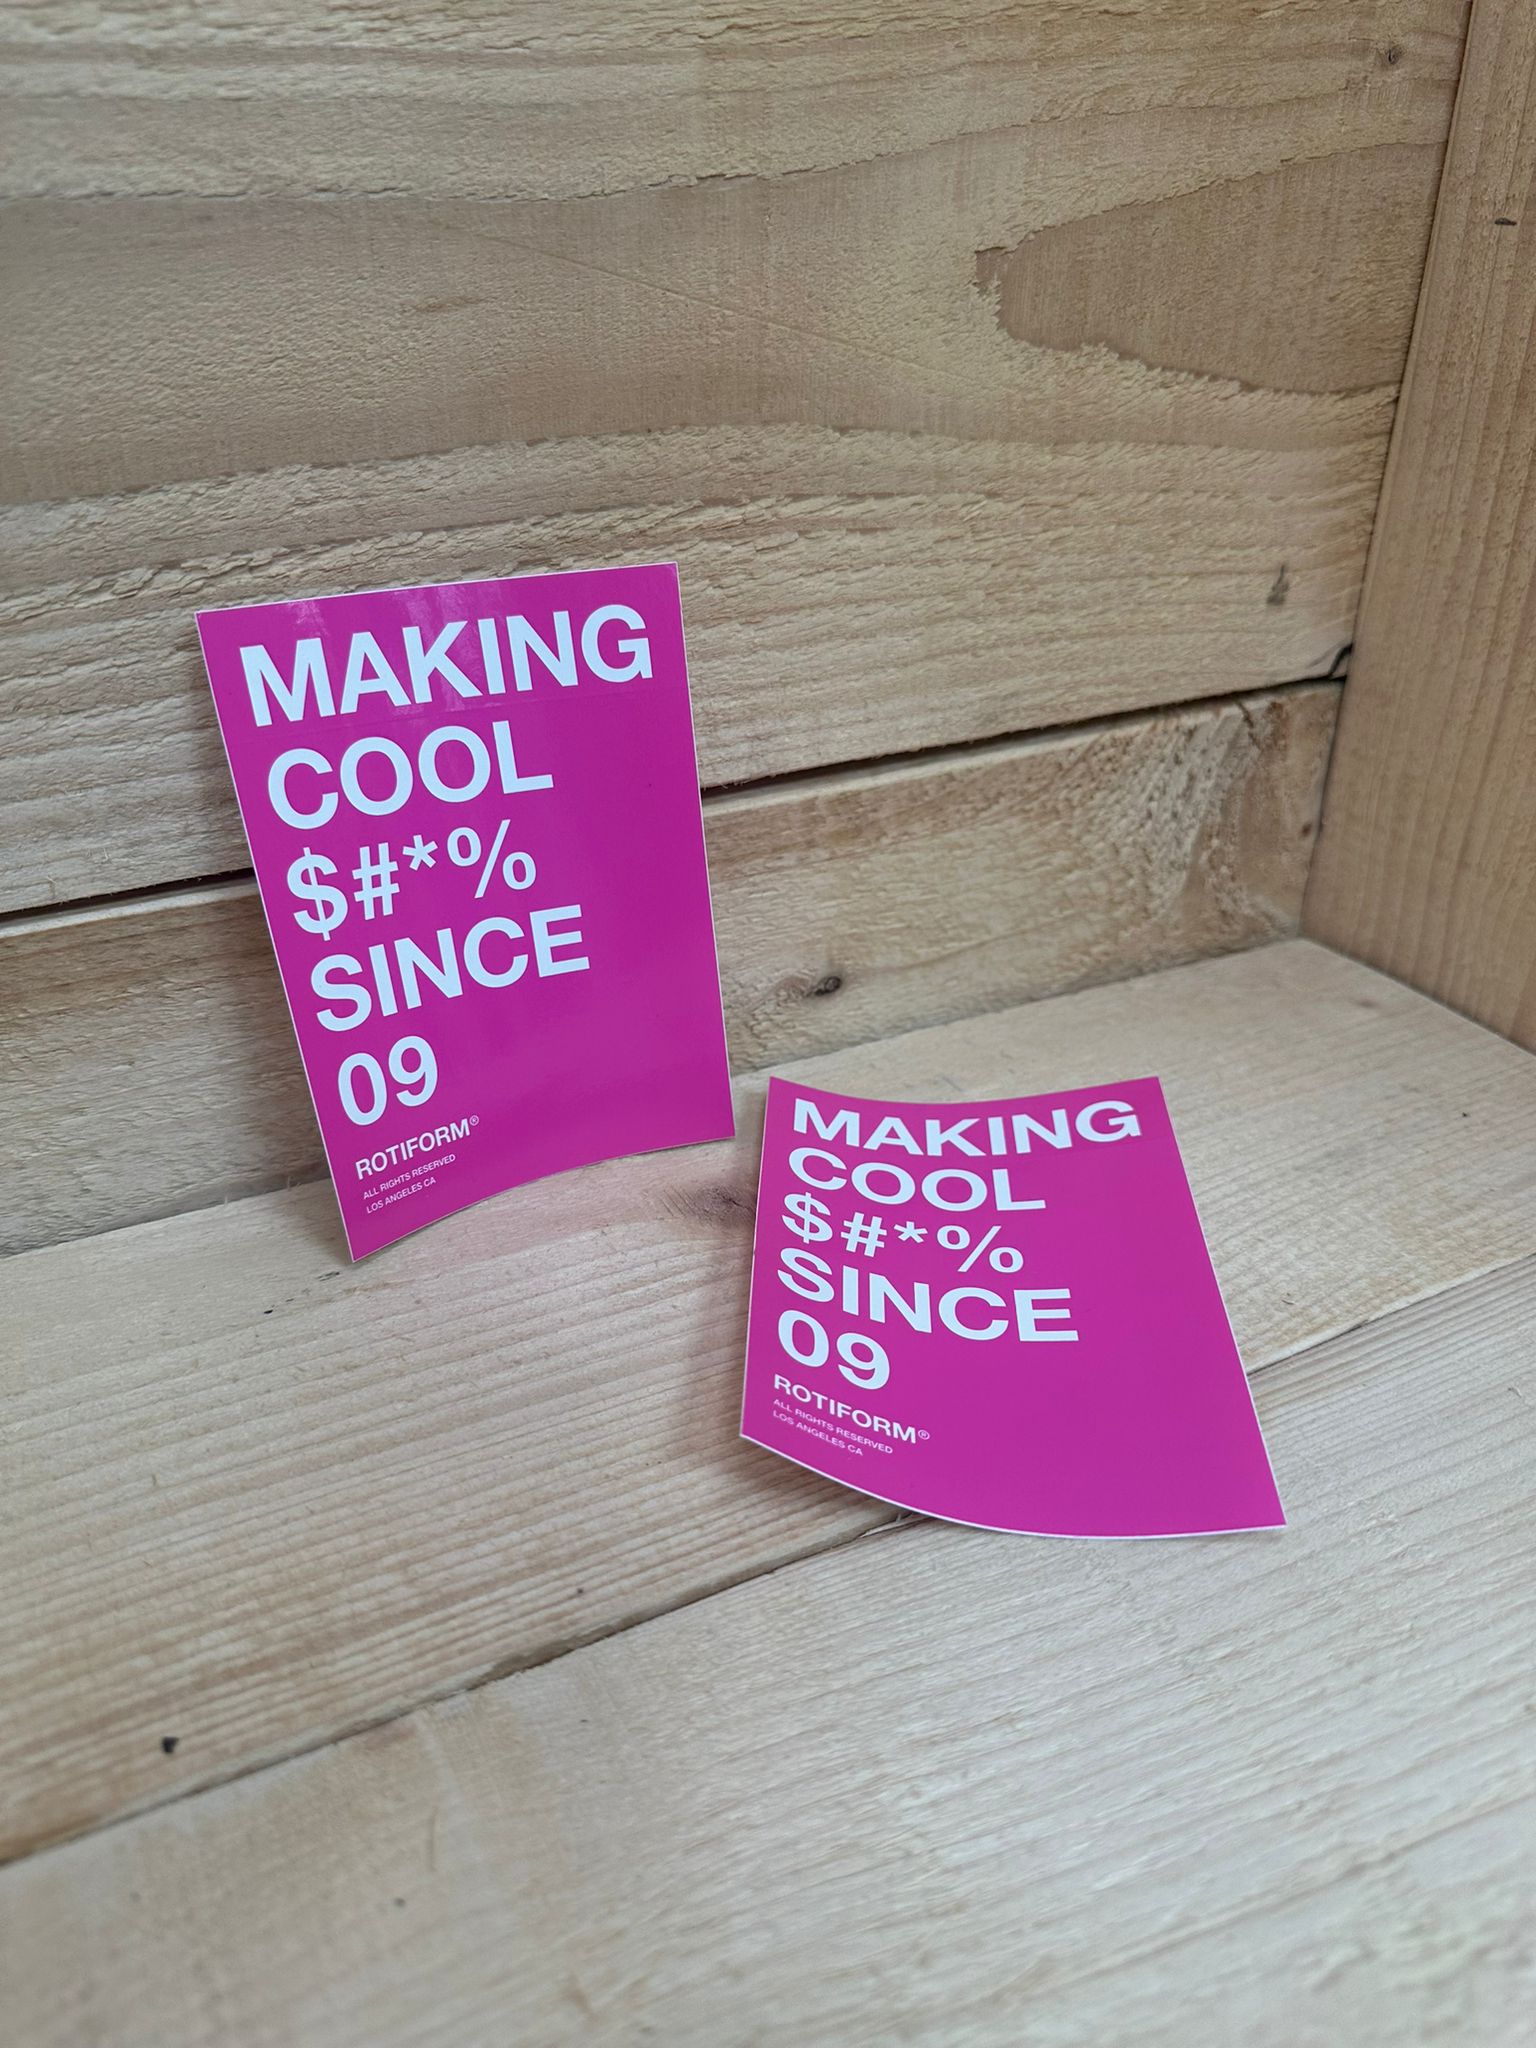 MAKING
COOL
$#*%
SINCE
09
ROTIFORM®
ALL RIGHTS RESERVED
LOS ANGELES CA
MAKING
COOL
$#*%
SINCE
09
ROTIFORM®
ALL RIGHTS RESERVED
LOS ANGELES CA